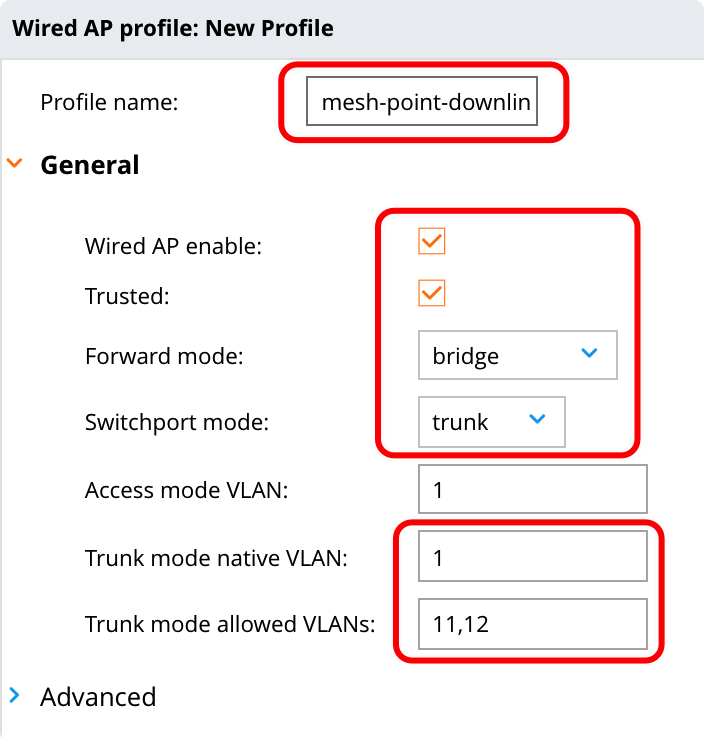 Wired AP profile: New Profile
Profile name: mesh-point-downlin
General
Wired AP enable:
Trusted:
Forward mode: bridge
Switchport mode: trunk
Access mode VLAN: 1
Trunk mode native VLAN: 1
Trunk mode allowed VLANs: 11,12
Advanced